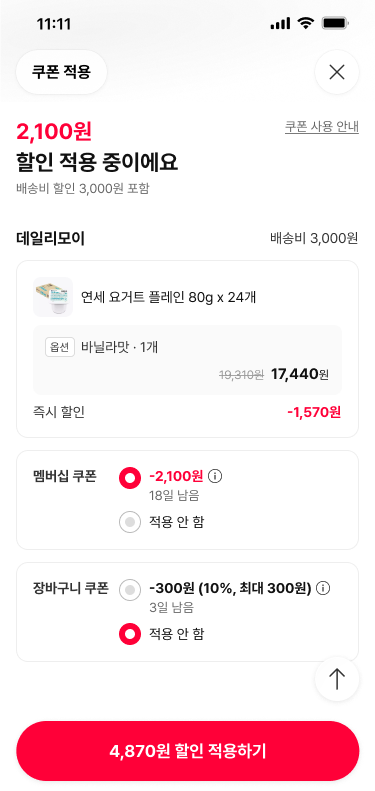 11:11
쿠폰 적용
2,100원
쿠폰 사용 안내
할인 적용 중이에요
배송비 할인 3,000원 포함
데일리모이
배송비 3,000원
연세 요거트 플레인 80g x 24개
옵션 바닐라맛 · 1개
19,310원 17,440원
즉시 할인
-1,570원
멤버십 쿠폰
-2,100원
18일 남음
적용 안 함
장바구니 쿠폰
-300원 (10%, 최대 300원)
3일 남음
적용 안 함
4,870원 할인 적용하기